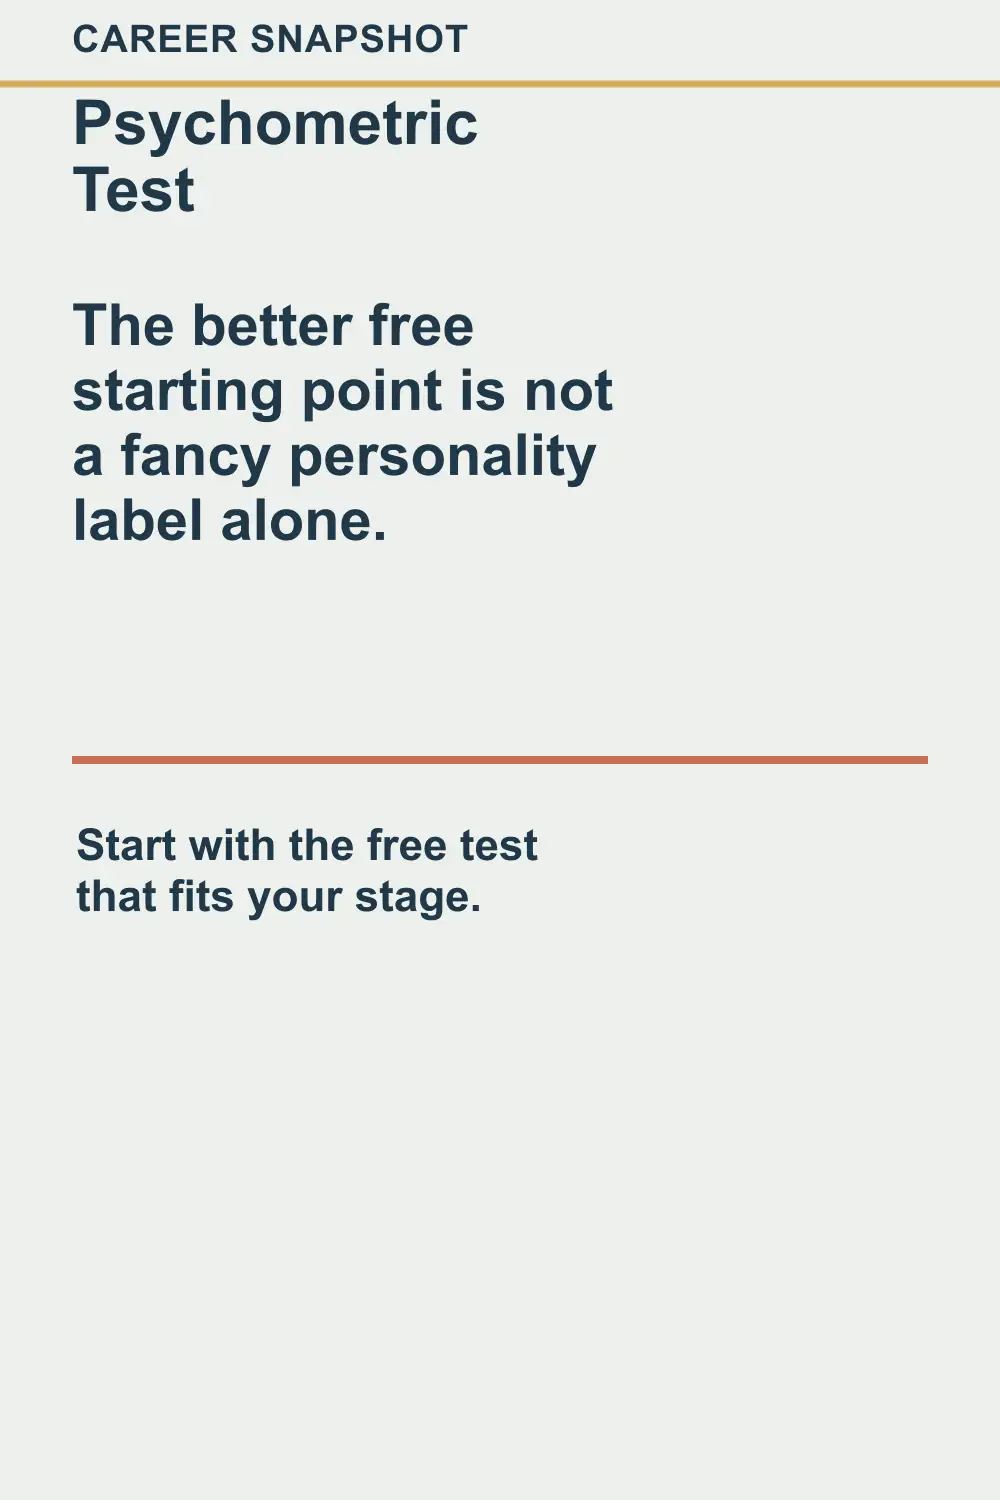 CAREER SNAPSHOT
Psychometric
Test
The better free
starting point is not
a fancy personality
label alone.
Start with the free test
that fits your stage.